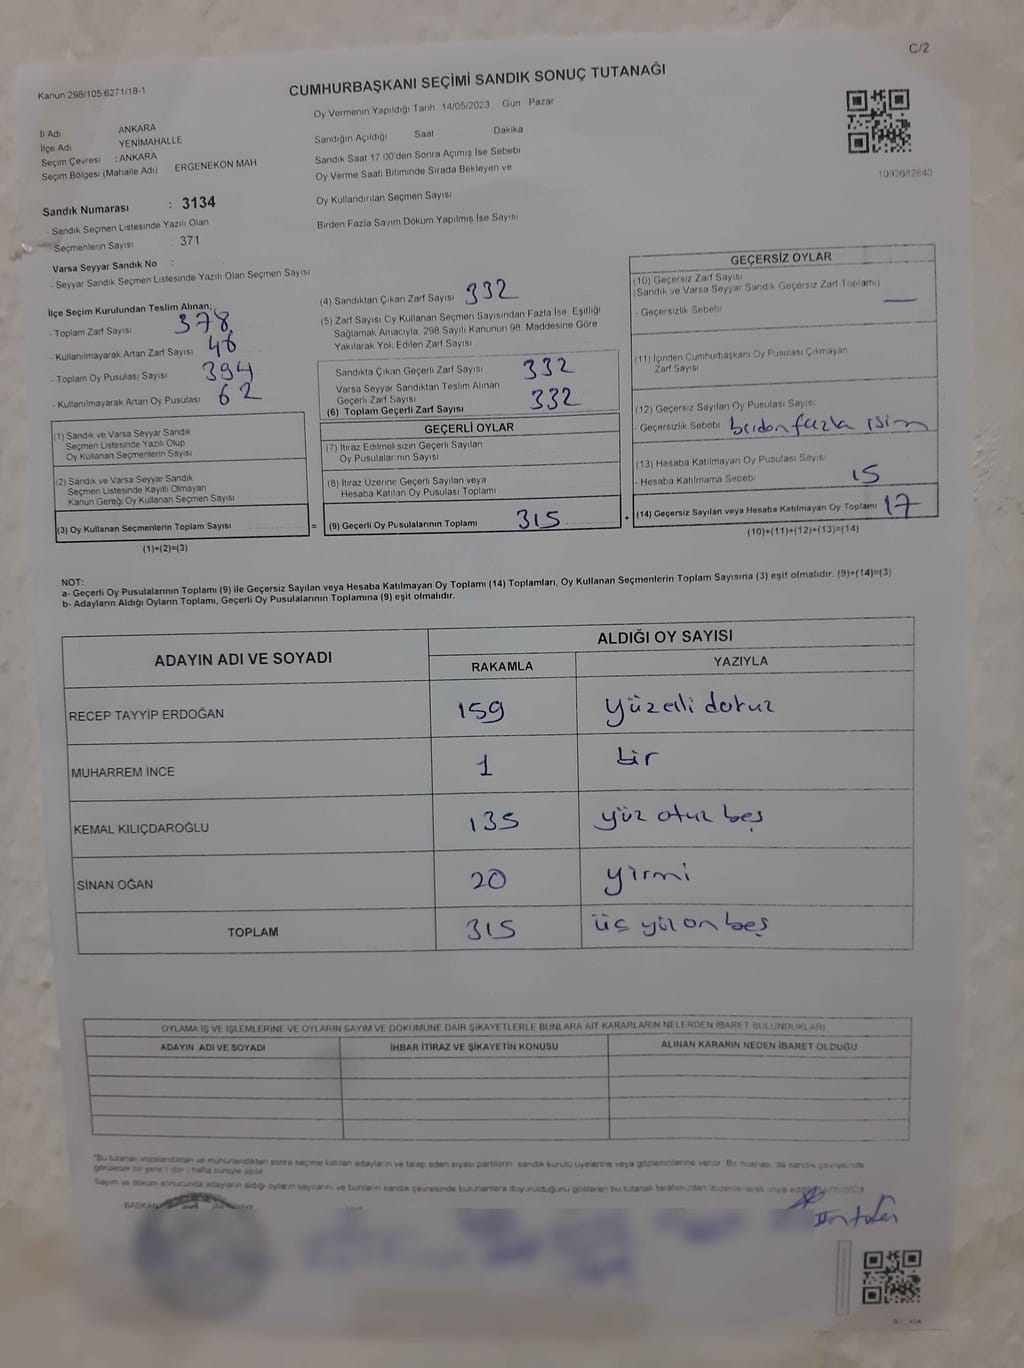 C/2
Kanun:298/105 6271/18-1
CUMHURBAŞKANI SEÇİMİ SANDIK SONUÇ TUTANAĞI
Oy Vermenin Yapıldığı Tarih 14/05/2023 Gün Pazar
İl Adı ANKARA
İlçe Adı YENİMAHALLE
Seçim Çevresi : ANKARA
Seçim Bölgesi (Mahalle Adı) ERGENEKON MAH
Sandığın Açıldığı Saat Dakika
Sandık Saat 17 00'den Sonra Açımış İse Sebebi
Oy Verme Saati Bitiminde Sırada Bekleyen ve
Oy Kullandırılan Seçmen Sayısı
Birden Fazla Sayım Döküm Yapılmış İse Sayısı
1093682840
Sandık Numarası : 3134
- Sandık Seçmen Listesinde Yazılı Olan
Seçmenlerin Sayısı 371
Varsa Seyyar Sandık No :
- Seyyar Sandık Seçmen Listesinde Yazılı Olan Seçmen Sayısı
İlçe Seçim Kurulundan Teslim Alınan;
- Toplam Zarf Sayısı 378
- Kullanılmayarak Artan Zarf Sayısı 46
- Toplam Oy Pusulası Sayısı 394
- Kullanılmayarak Artan Oy Pusulası 62
(1) Sandık ve Varsa Seyyar Sandık
Seçmen Listesinde Yazılı Olup
Oy Kullanan Seçmenlerin Sayısı
(2) Sandık ve Varsa Seyyar Sandık
Seçmen Listesinde Kayıtlı Olmayan
Kanun Gereği Oy Kullanan Seçmen Sayısı
(3) Oy Kullanan Seçmenlerin Toplam Sayısı =
(1)+(2)=(3)
(4) Sandıktan Çıkan Zarf Sayısı 332
(5) Zarf Sayısı Oy Kullanan Seçmen Sayısından Fazla İse, Eşitliği
Sağlamak Amacıyla, 298 Sayılı Kanunun 98. Maddesine Göre
Yakılarak Yok Edilen Zarf Sayısı
Sandıkta Çıkan Geçerli Zarf Sayısı 332
Varsa Seyyar Sandıktan Teslim Alınan
Geçerli Zarf Sayısı
(6) Toplam Geçerli Zarf Sayısı 332
GEÇERLİ OYLAR
(7) İtiraz Edilmeksizin Geçerli Sayılan
Oy Pusulalarının Sayısı
(8) İtiraz Üzerine Geçerli Sayılan veya
Hesaba Katılan Oy Pusulası Toplamı
(9) Geçerli Oy Pusulalarının Toplamı 315 +
GEÇERSİZ OYLAR
(10) Geçersiz Zarf Sayısı
(Sandık ve Varsa Seyyar Sandık Geçersiz Zarf Toplamı) —
- Geçersizlik Sebebi
(11) İçinden Cumhurbaşkanı Oy Pusulası Çıkmayan
Zarf Sayısı
(12) Geçersiz Sayılan Oy Pusulası Sayısı
- Geçersizlik Sebebi birdon fazla isim
(13) Hesaba Katılmayan Oy Pusulası Sayısı
- Hesaba Katılmama Sebebi 15
(14) Geçersiz Sayılan veya Hesaba Katılmayan Oy Toplamı 17
(10)+(11)+(12)+(13)=(14)
NOT:
a- Geçerli Oy Pusulalarının Toplamı (9) ile Geçersiz Sayılan veya Hesaba Katılmayan Oy Toplamı (14) Toplamları, Oy Kullanan Seçmenlerin Toplam Sayısına (3) eşit olmalıdır. (9)+(14)=(3)
b- Adayların Aldığı Oyların Toplamı, Geçerli Oy Pusulalarının Toplamına (9) eşit olmalıdır.
ADAYIN ADI VE SOYADI
ALDIĞI OY SAYISI
RAKAMLA YAZIYLA
RECEP TAYYİP ERDOĞAN 159 yüzelli dokuz
MUHARREM İNCE 1 bir
KEMAL KILIÇDAROĞLU 135 yüz otuz beş
SİNAN OĞAN 20 yirmi
TOPLAM 315 üç yüz on beş
OYLAMA İŞ VE İŞLEMLERİNE VE OYLARIN SAYIM VE DÖKÜMÜNE DAİR ŞİKAYETLERLE BUNLARA AİT KARARLARIN NELERDEN İBARET BULUNDUKLARI
ADAYIN ADI VE SOYADI İHBAR İTİRAZ VE ŞİKAYETİN KONUSU ALINAN KARARIN NEDEN İBARET OLDUĞU
*Bu tutanak imzalandıktan ve mühürlendikten sonra seçime katılan adayların ve talep eden siyasi partilerin sandık kurulu üyelerine veya gözlemcilerine verilir. Bir nüshası da sandık çevresinde
görülecek bir yere 1 (bir) hafta süreyle asılır
Sayım ve döküm sonucunda adayların aldığı oyların sayılarını ve bunların sandık çevresinde bulunanlara duyurulduğunu gösteren bu tutanak tarafımızdan düzenlenerek imza
BAŞKAN